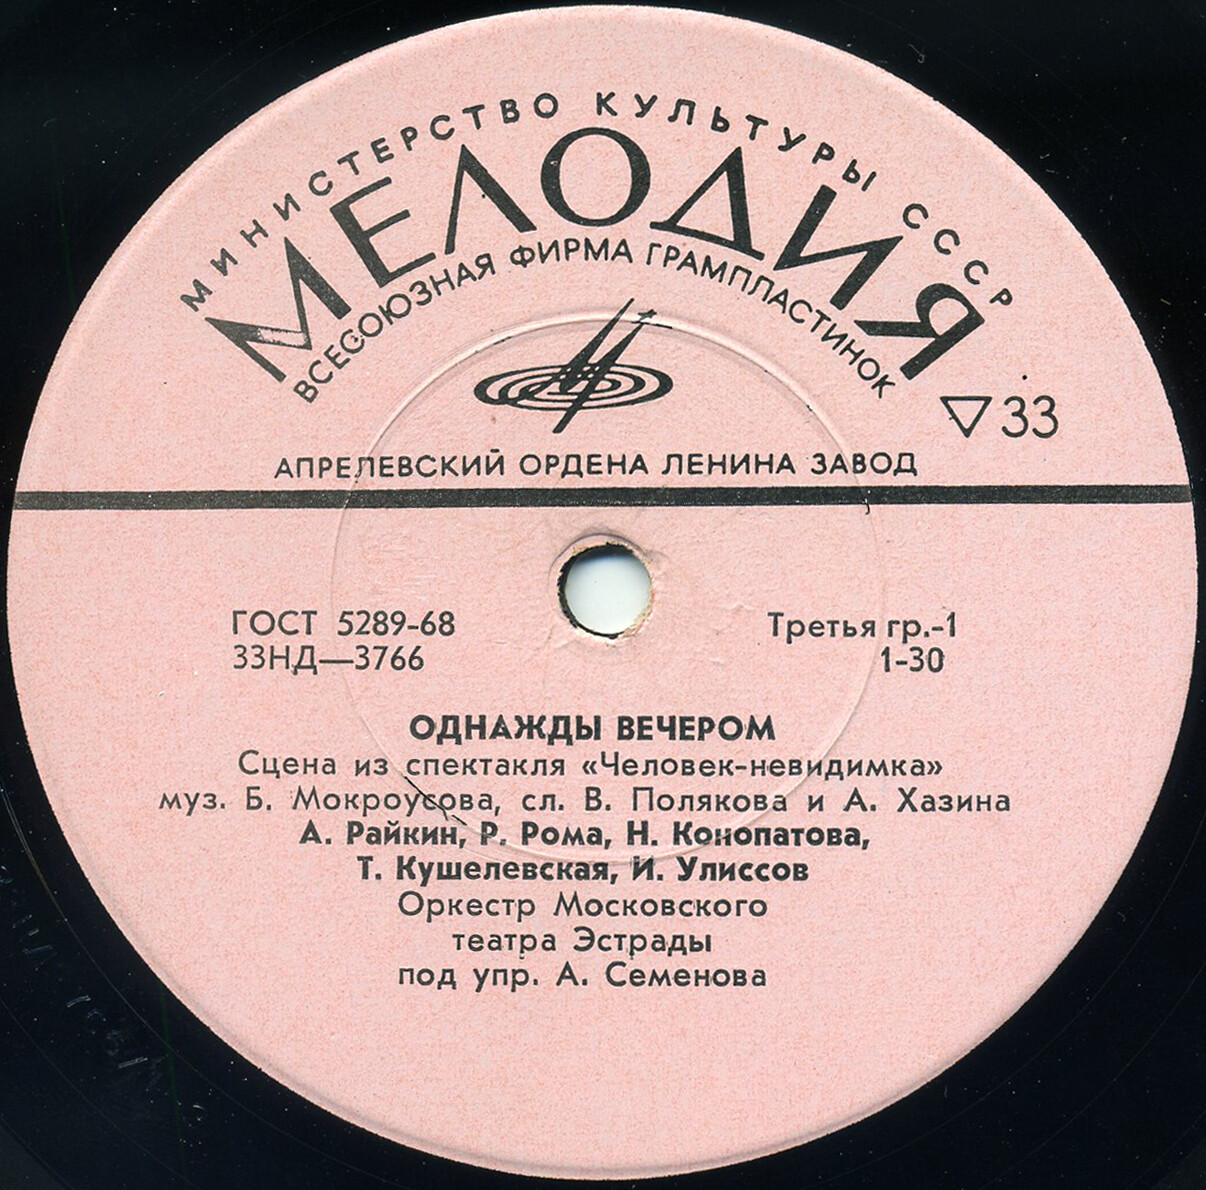 МИНИСТЕРСТВО КУЛЬТУРЫ СССР
МЕЛОДИЯ
ВСЕСОЮЗНАЯ ФИРМА ГРАМПЛАСТИНОК
33
АПРЕЛЕВСКИЙ ОРДЕНА ЛЕНИНА ЗАВОД
ГОСТ 5289-68 Третья гр.-1
33НД—3766 1-30
ОДНАЖДЫ ВЕЧЕРОМ
Сцена из спектакля «Человек-невидимка»
муз. Б. Мокроусова, сл. В. Полякова и А. Хазина
А. Райкин, Р. Рома, Н. Конопатова,
Т. Кушелевская, И. Улиссов
Оркестр Московского
театра Эстрады
под упр. А. Семенова